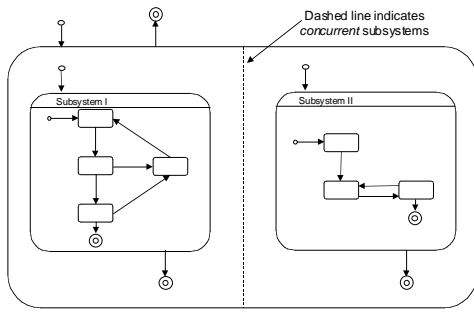 Dashed line indicates
concurrent subsystems
Subsystem I
Subsystem II